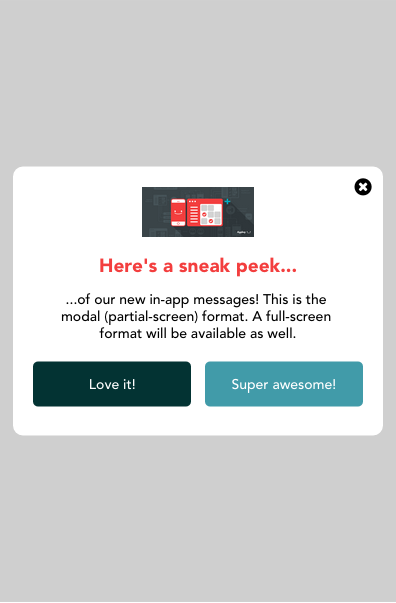 Here's a sneak peek...
...of our new in-app messages! This is the
modal (partial-screen) format. A full-screen
format will be available as well.
Love it!
Super awesome!